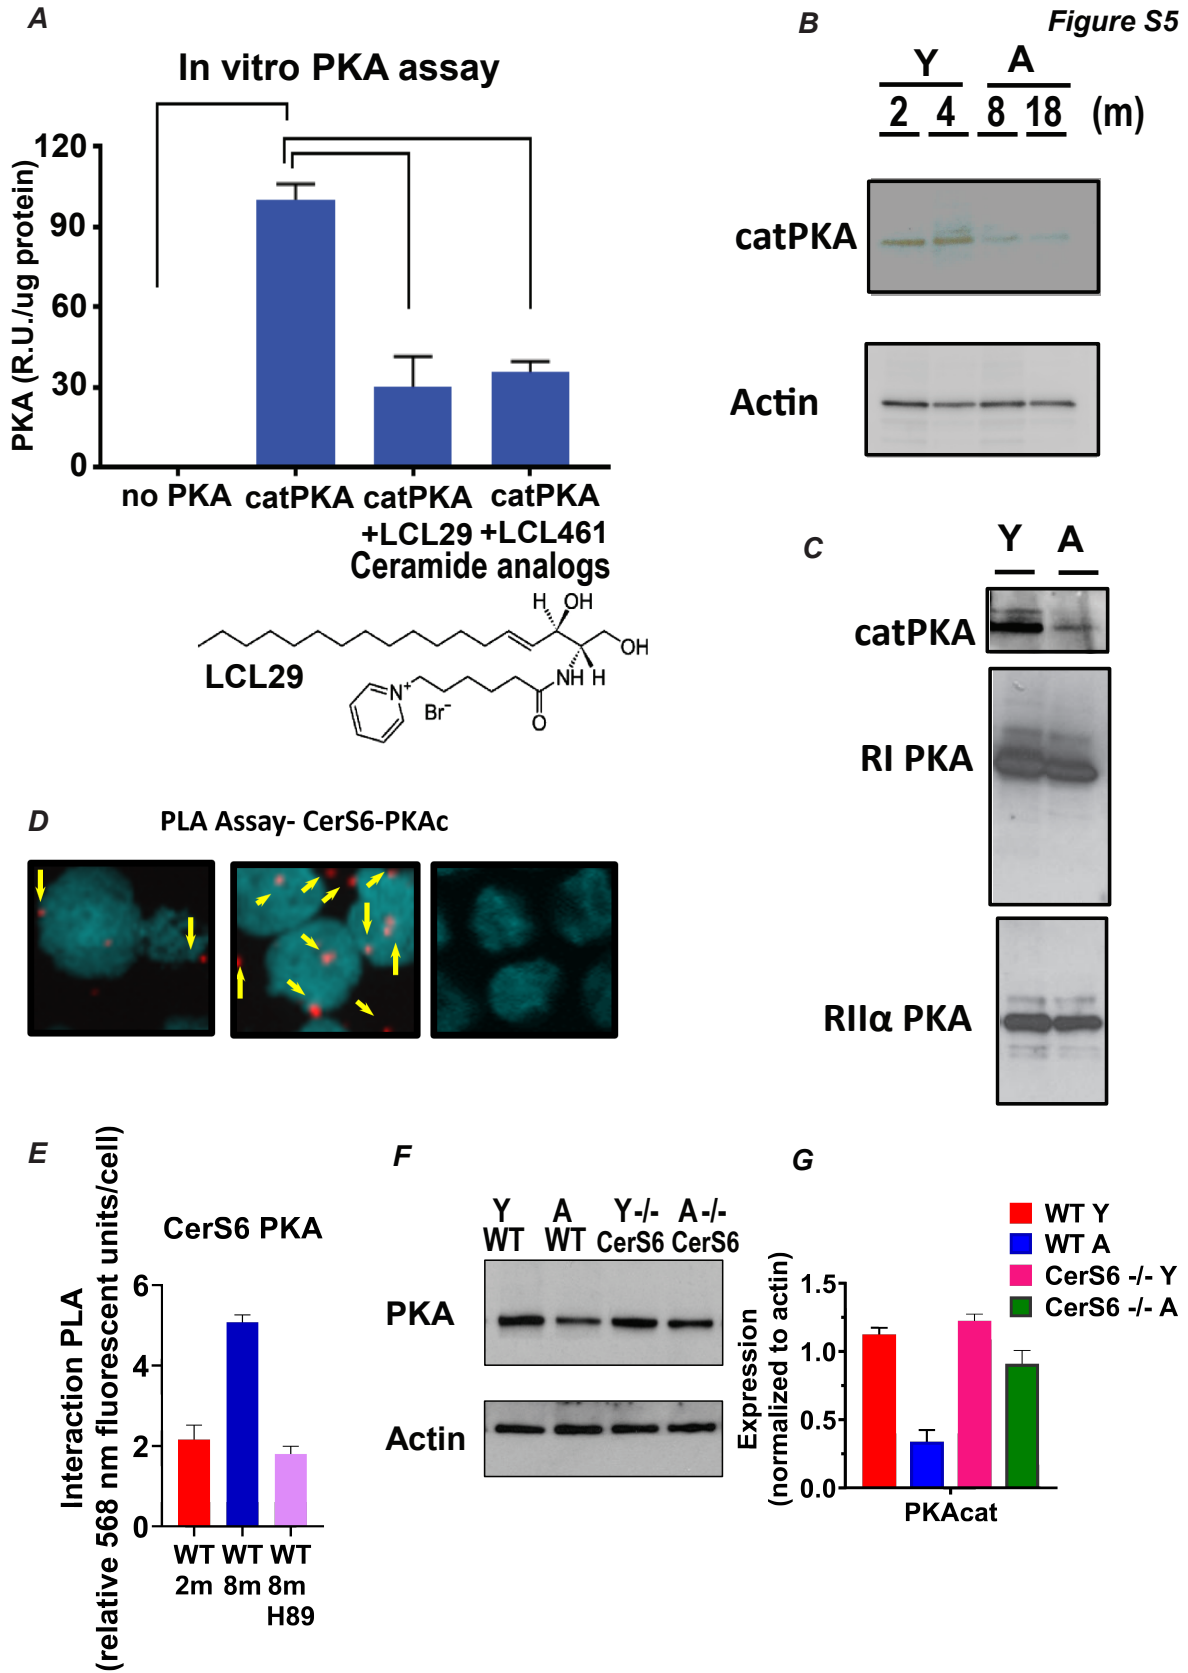 Figure S5
A
In vitro PKA assay
PKA (R.U./ug protein)
120
90
60
30
0
no PKA catPKA catPKA catPKA
+LCL29 +LCL461
Ceramide analogs
H OH
OH
NH H
O
N+
Br−
LCL29
B
Y A
2 4 8 18 (m)
catPKA
Actin
C
Y A
catPKA
RI PKA
RIIα PKA
D
PLA Assay- CerS6-PKAc
E
CerS6 PKA
Interaction PLA
(relative 568 nm fluorescent units/cell)
6
4
2
0
WT WT WT
2m 8m 8m
H89
F
Y A Y-/- A -/-
WT WT CerS6 CerS6
PKA
Actin
G
WT Y
WT A
CerS6 -/- Y
CerS6 -/- A
Expression
(normalized to actin)
1.5
1.0
0.5
0.0
PKAcat